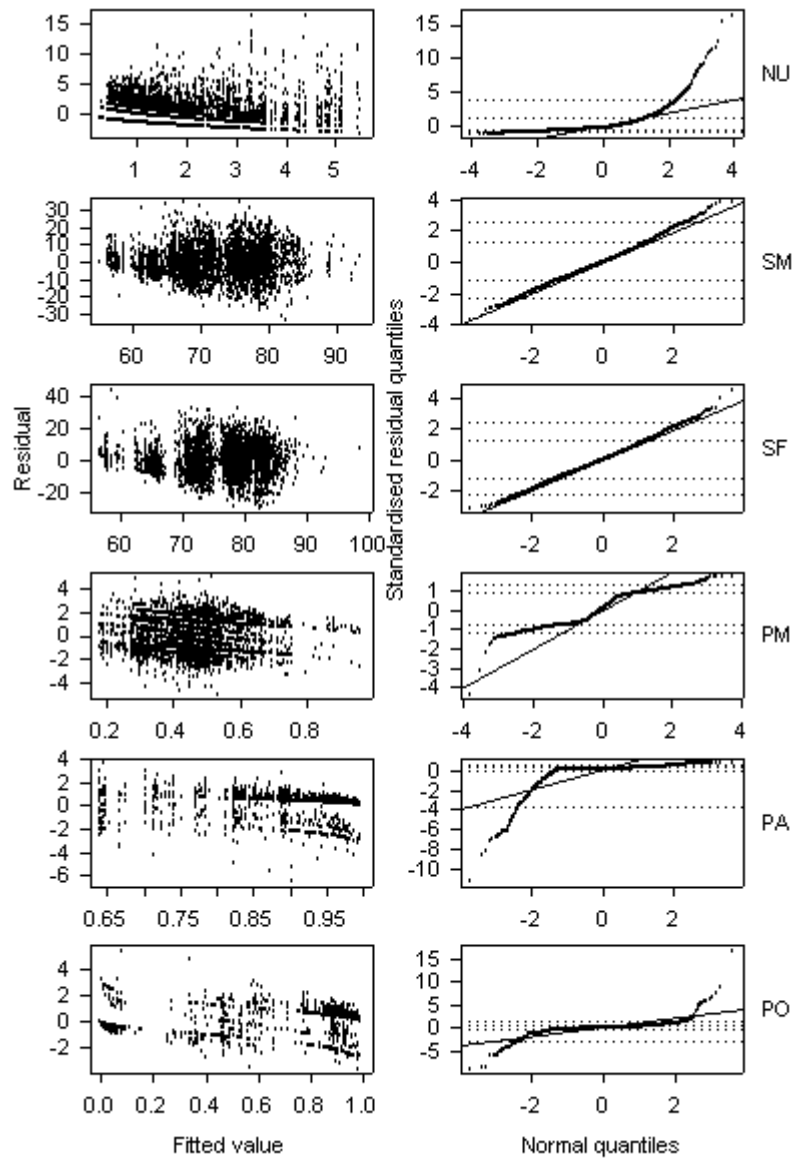 15
10
5
0
1 2 3 4 5
15
10
5
0
-4 -2 0 2 4
NU
30
20
10
0
-10
-30
60 70 80 90
4
2
0
-2
-4
-2 0 2
SM
40
20
0
-20
60 70 80 90 100
4
2
0
-2
-2 0 2
SF
Residual
Standardised residual quantiles
4
2
0
-2
-4
0.2 0.4 0.6 0.8
1
0
-1
-2
-3
-4
-4 -2 0 2 4
PM
4
2
0
-2
-4
-6
0.65 0.75 0.85 0.95
0
-2
-4
-6
-8
-10
-2 0 2
PA
4
2
0
-2
0.0 0.2 0.4 0.6 0.8 1.0
15
10
5
0
-5
-2 0 2
PO
Fitted value
Normal quantiles